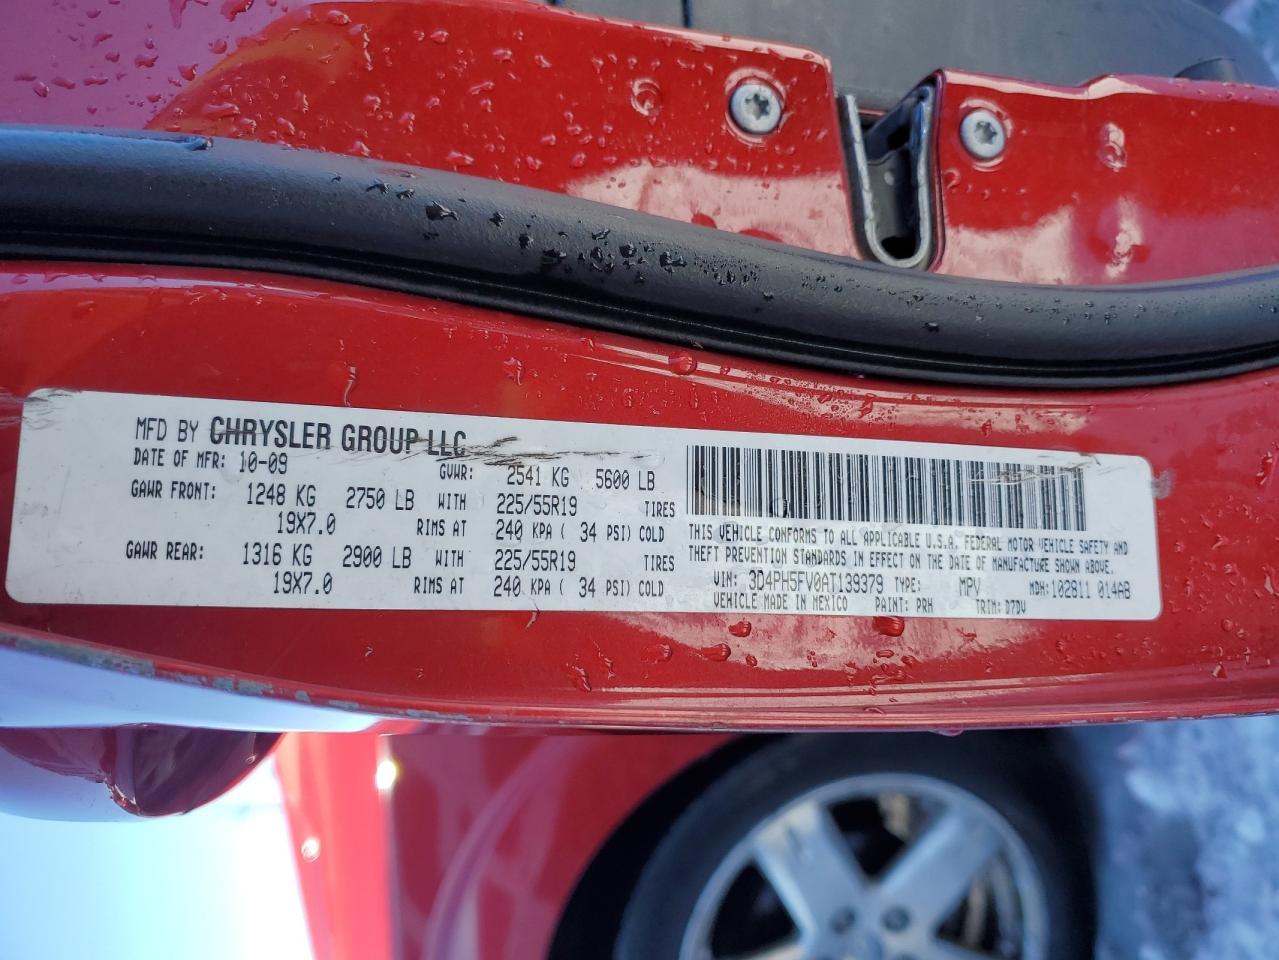 MFD BY CHRYSLER GROUP LLC
DATE OF MFR: 10-09 GVWR: 2541 KG 5600 LB
GAWR FRONT: 1248 KG 2750 LB WITH 225/55R19 TIRES
19X7.0 RIMS AT 240 KPA ( 34 PSI) COLD
GAWR REAR: 1316 KG 2900 LB WITH 225/55R19 TIRES
19X7.0 RIMS AT 240 KPA ( 34 PSI) COLD
THIS VEHICLE CONFORMS TO ALL APPLICABLE U.S.A. FEDERAL MOTOR VEHICLE SAFETY AND
THEFT PREVENTION STANDARDS IN EFFECT ON THE DATE OF MANUFACTURE SHOWN ABOVE.
VIN: 3D4PH5FV0AT139379 TYPE: MPV MDH:102811 014AB
VEHICLE MADE IN MEXICO PAINT: PRH TRIM: D7DV